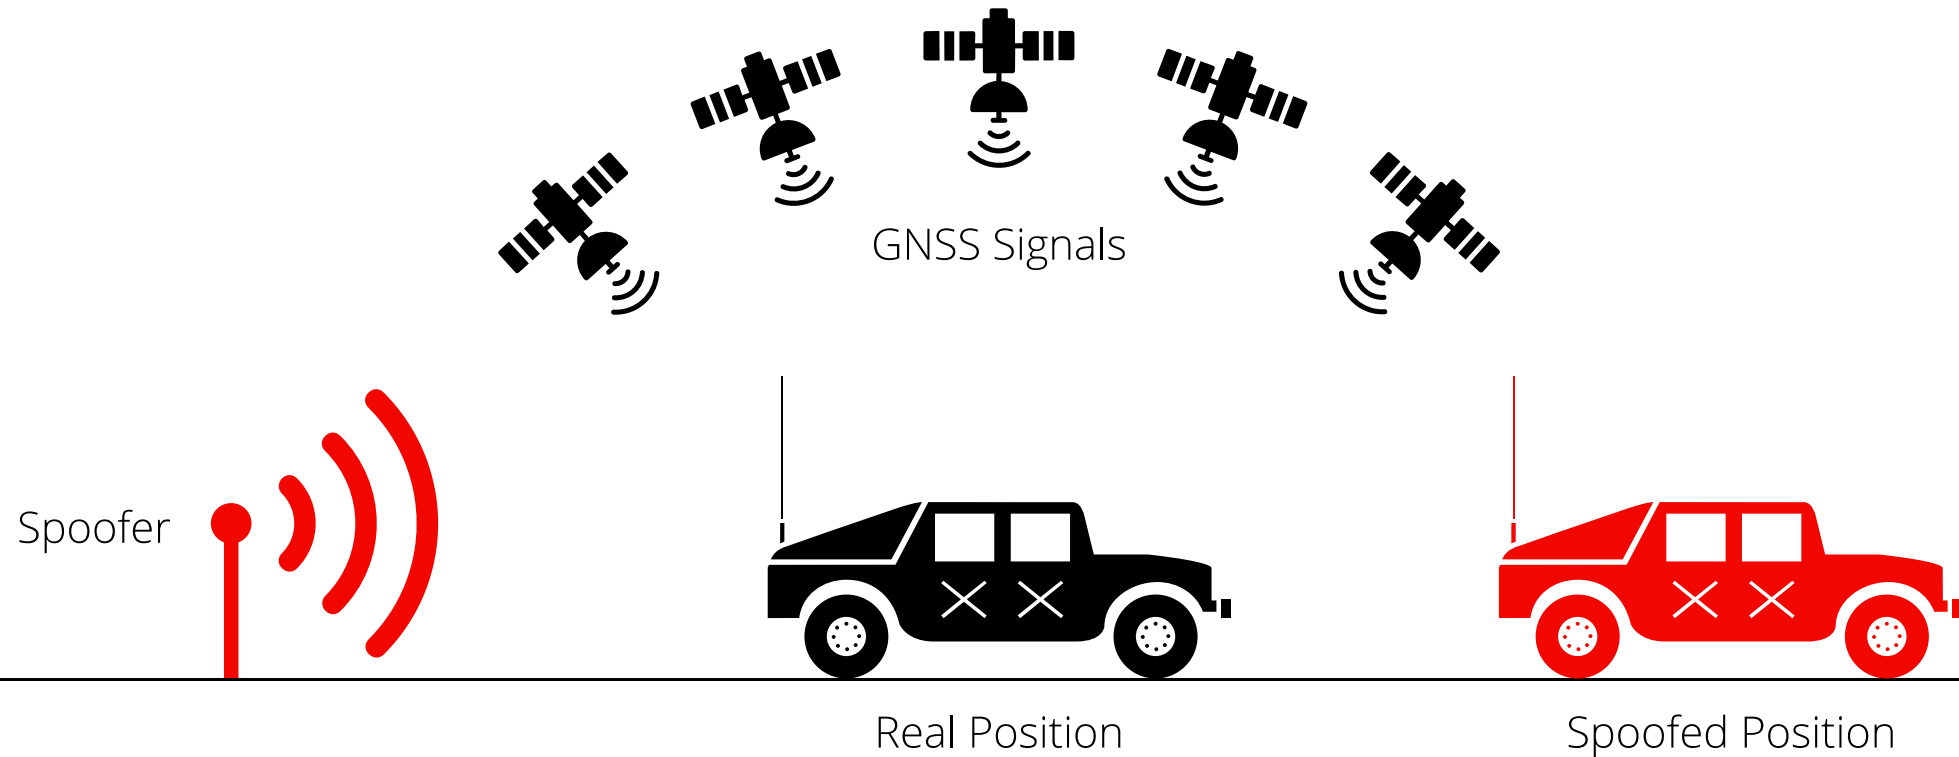 GNSS Signals
Spoofer
Real Position
Spoofed Position